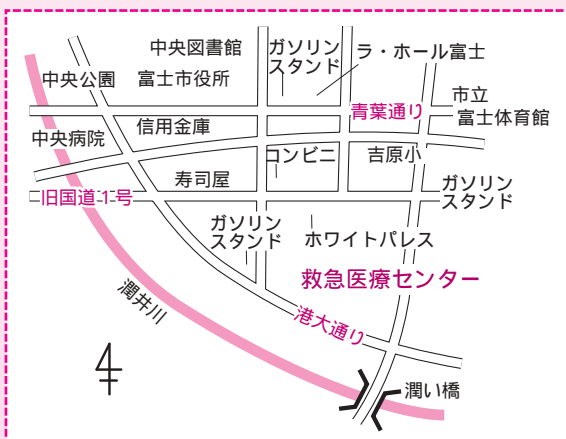 中央図書館
ガソリン
スタンド
ラ・ホール富士
中央公園
富士市役所
市立
富士体育館
青葉通り
信用金庫
中央病院
コンビニ
吉原小
寿司屋
旧国道1号
ガソリン
スタンド
ガソリン
スタンド
ホワイトパレス
救急医療センター
潤井川
港大通り
潤い橋